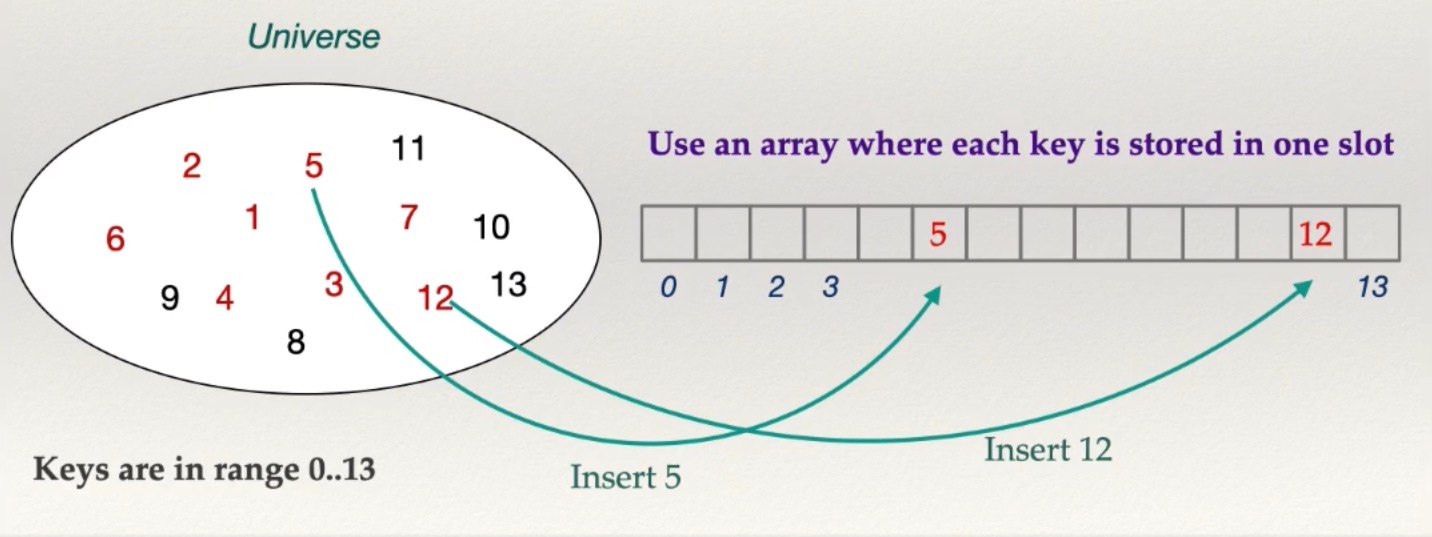 Universe
2 5 11
1 7 10
6
9 4 3 12 13
8
Use an array where each key is stored in one slot
5 12
0 1 2 3 13
Keys are in range 0..13
Insert 5
Insert 12